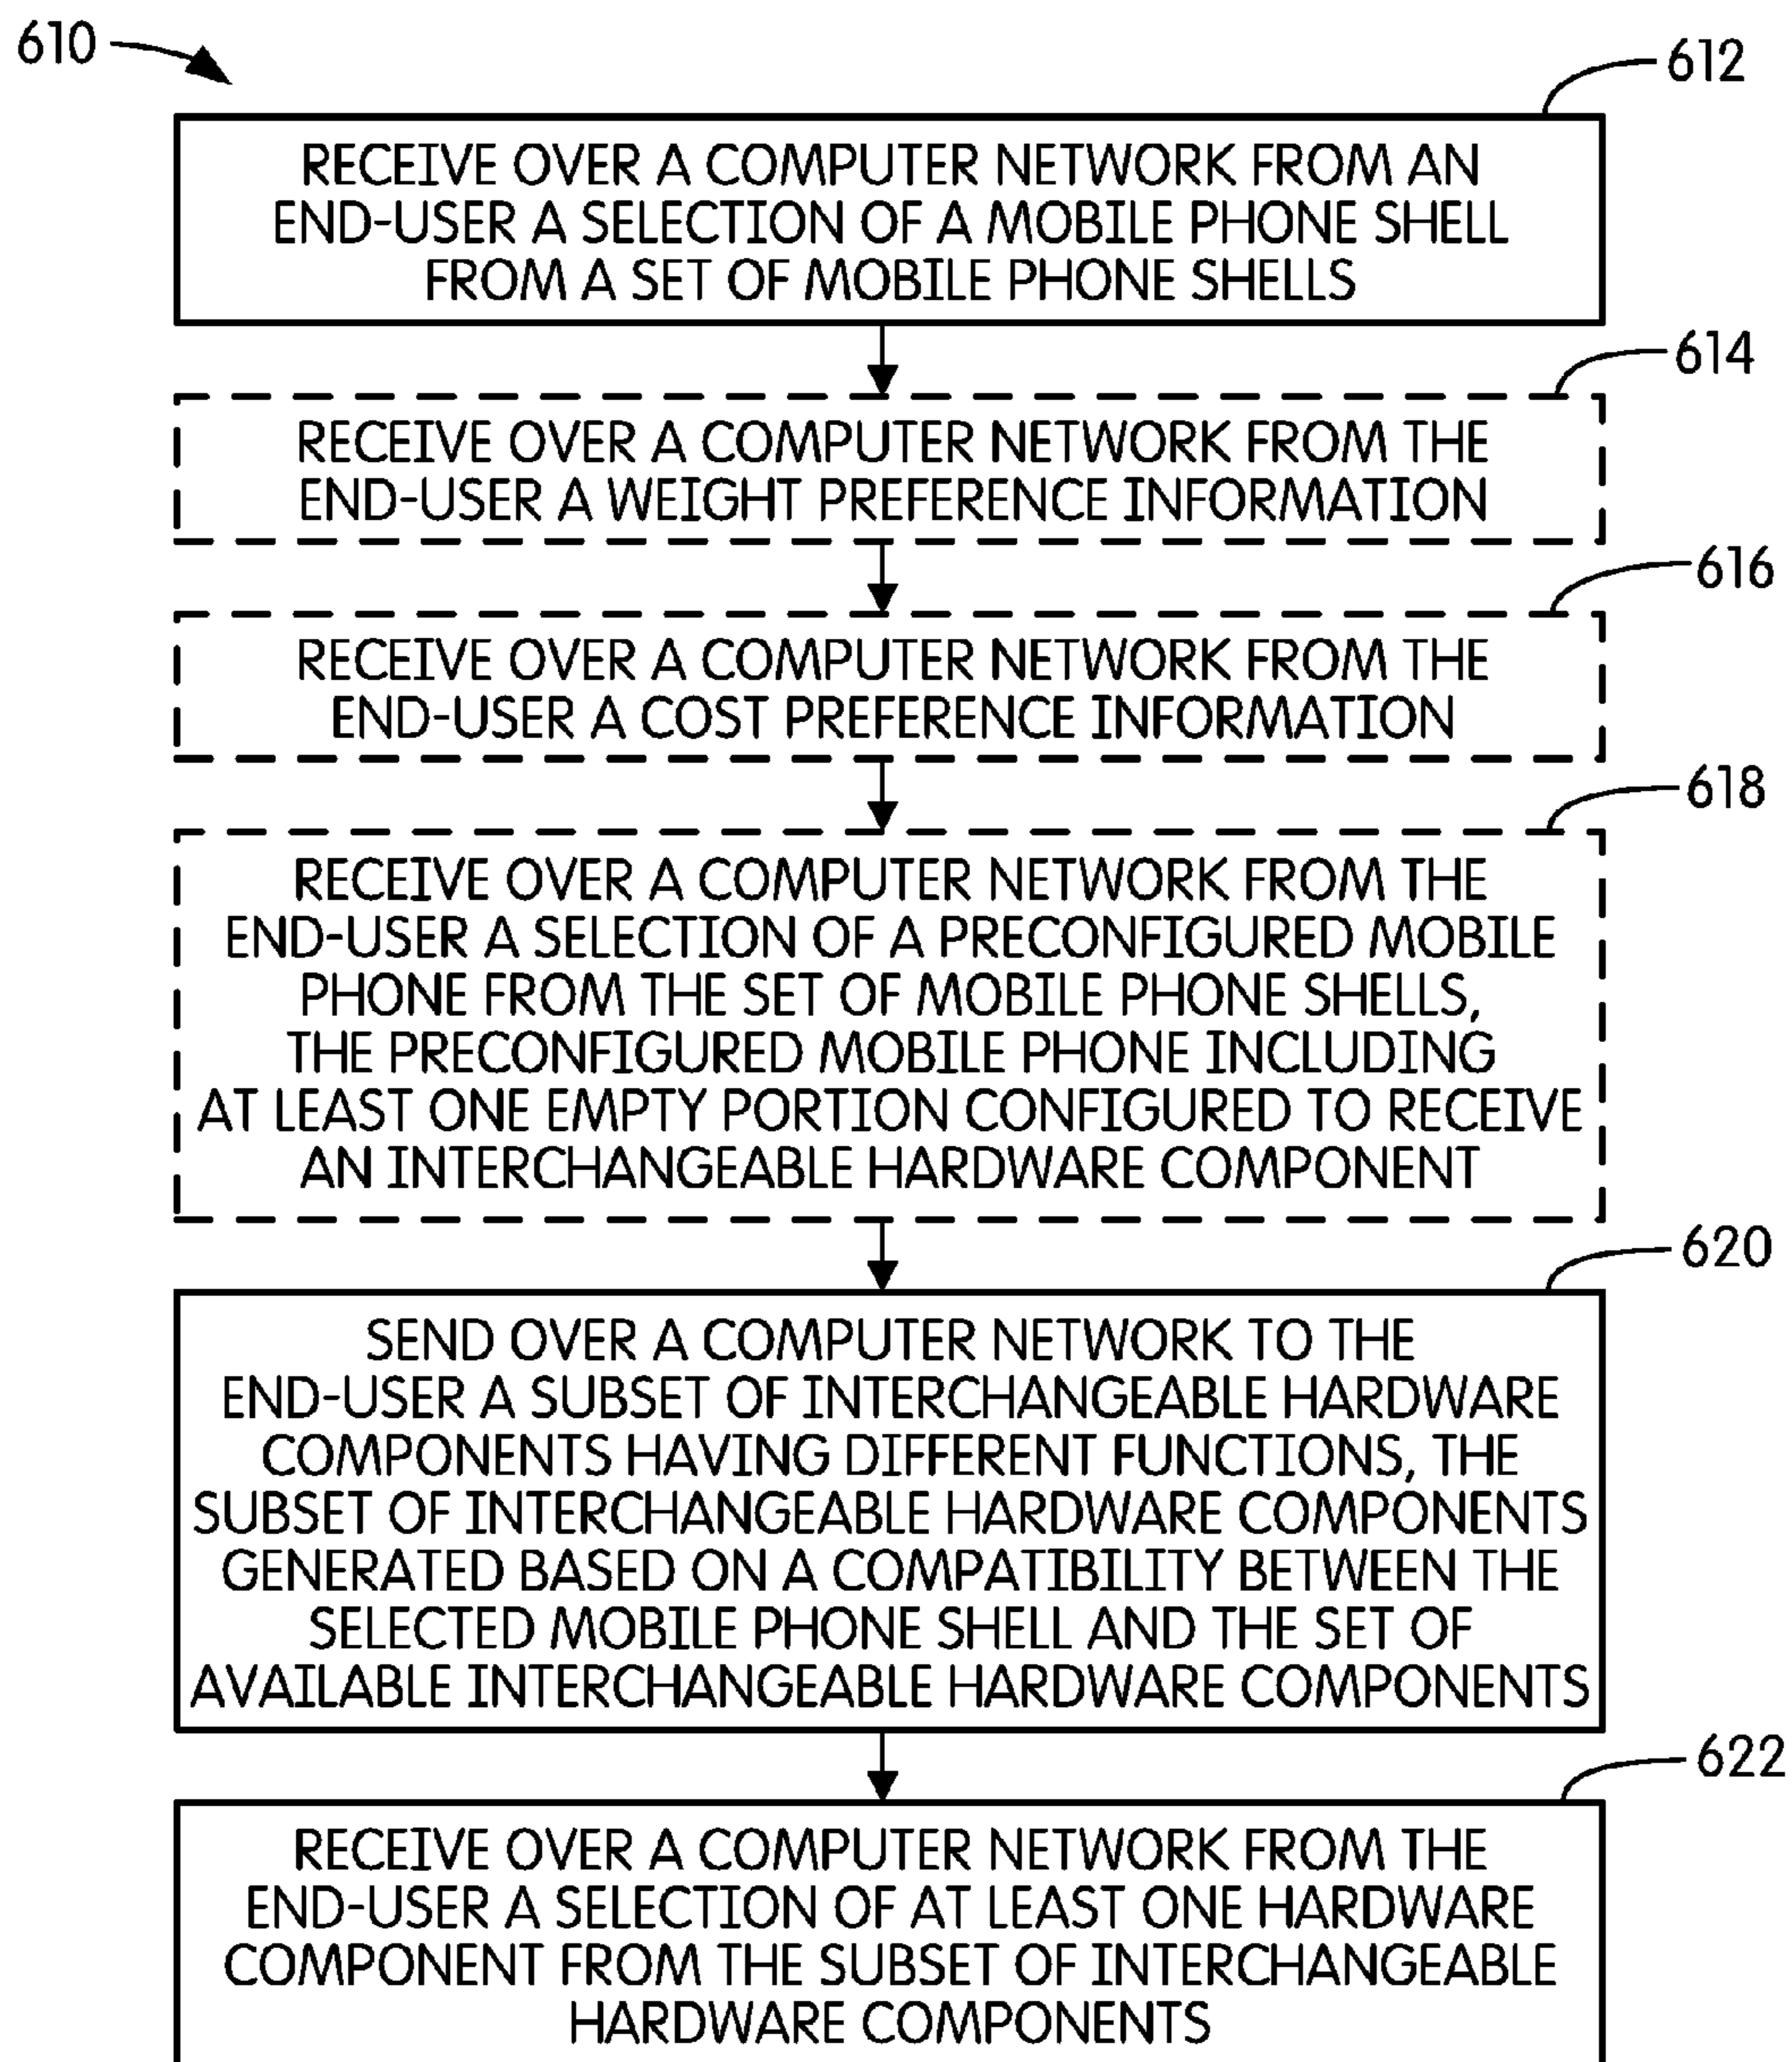 610
612
RECEIVE OVER A COMPUTER NETWORK FROM AN
END-USER A SELECTION OF A MOBILE PHONE SHELL
FROM A SET OF MOBILE PHONE SHELLS
614
RECEIVE OVER A COMPUTER NETWORK FROM THE
END-USER A WEIGHT PREFERENCE INFORMATION
616
RECEIVE OVER A COMPUTER NETWORK FROM THE
END-USER A COST PREFERENCE INFORMATION
618
RECEIVE OVER A COMPUTER NETWORK FROM THE
END-USER A SELECTION OF A PRECONFIGURED MOBILE
PHONE FROM THE SET OF MOBILE PHONE SHELLS,
THE PRECONFIGURED MOBILE PHONE INCLUDING
AT LEAST ONE EMPTY PORTION CONFIGURED TO RECEIVE
AN INTERCHANGEABLE HARDWARE COMPONENT
620
SEND OVER A COMPUTER NETWORK TO THE
END-USER A SUBSET OF INTERCHANGEABLE HARDWARE
COMPONENTS HAVING DIFFERENT FUNCTIONS, THE
SUBSET OF INTERCHANGEABLE HARDWARE COMPONENTS
GENERATED BASED ON A COMPATIBILITY BETWEEN THE
SELECTED MOBILE PHONE SHELL AND THE SET OF
AVAILABLE INTERCHANGEABLE HARDWARE COMPONENTS
622
RECEIVE OVER A COMPUTER NETWORK FROM THE
END-USER A SELECTION OF AT LEAST ONE HARDWARE
COMPONENT FROM THE SUBSET OF INTERCHANGEABLE
HARDWARE COMPONENTS